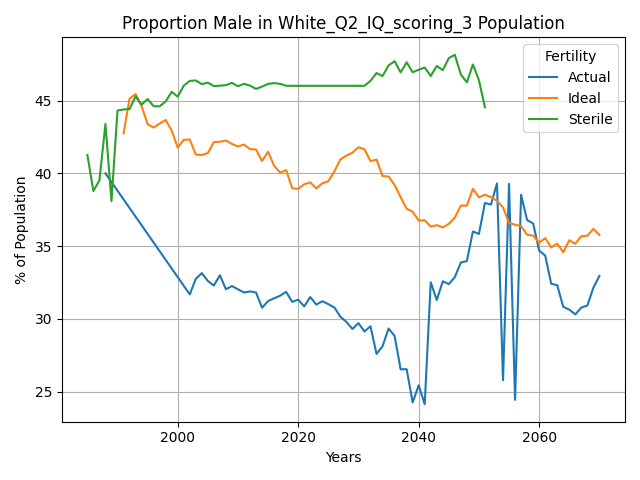 Proportion Male in White_Q2_IQ_scoring_3 Population
Fertility
Actual
Ideal
Sterile
% of Population
45
40
35
30
25
2000
2020
2040
2060
Years